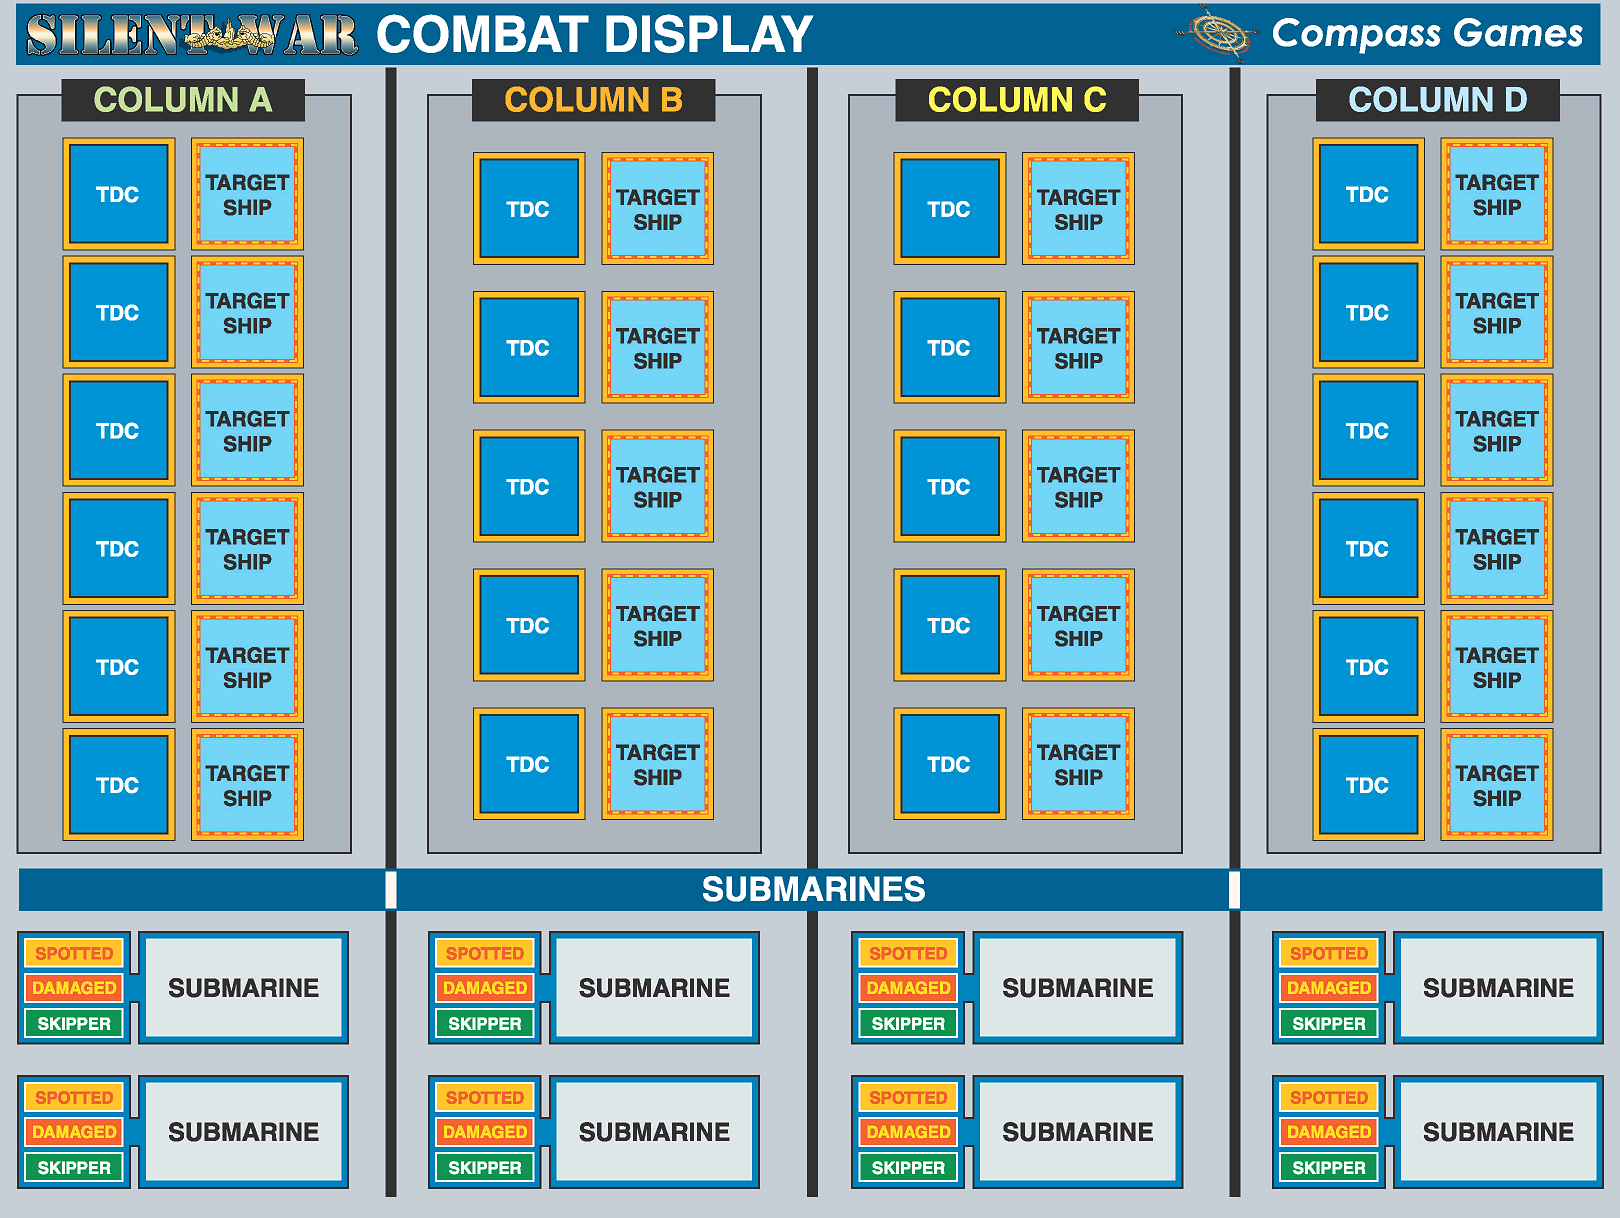 SILENT WAR COMBAT DISPLAY
Compass Games
COLUMN A
TDC
TARGET
SHIP
TDC
TARGET
SHIP
TDC
TARGET
SHIP
TDC
TARGET
SHIP
TDC
TARGET
SHIP
TDC
TARGET
SHIP
COLUMN B
TDC
TARGET
SHIP
TDC
TARGET
SHIP
TDC
TARGET
SHIP
TDC
TARGET
SHIP
TDC
TARGET
SHIP
COLUMN C
TDC
TARGET
SHIP
TDC
TARGET
SHIP
TDC
TARGET
SHIP
TDC
TARGET
SHIP
TDC
TARGET
SHIP
COLUMN D
TDC
TARGET
SHIP
TDC
TARGET
SHIP
TDC
TARGET
SHIP
TDC
TARGET
SHIP
TDC
TARGET
SHIP
TDC
TARGET
SHIP
SUBMARINES
SPOTTED
DAMAGED
SKIPPER
SUBMARINE
SPOTTED
DAMAGED
SKIPPER
SUBMARINE
SPOTTED
DAMAGED
SKIPPER
SUBMARINE
SPOTTED
DAMAGED
SKIPPER
SUBMARINE
SPOTTED
DAMAGED
SKIPPER
SUBMARINE
SPOTTED
DAMAGED
SKIPPER
SUBMARINE
SPOTTED
DAMAGED
SKIPPER
SUBMARINE
SPOTTED
DAMAGED
SKIPPER
SUBMARINE